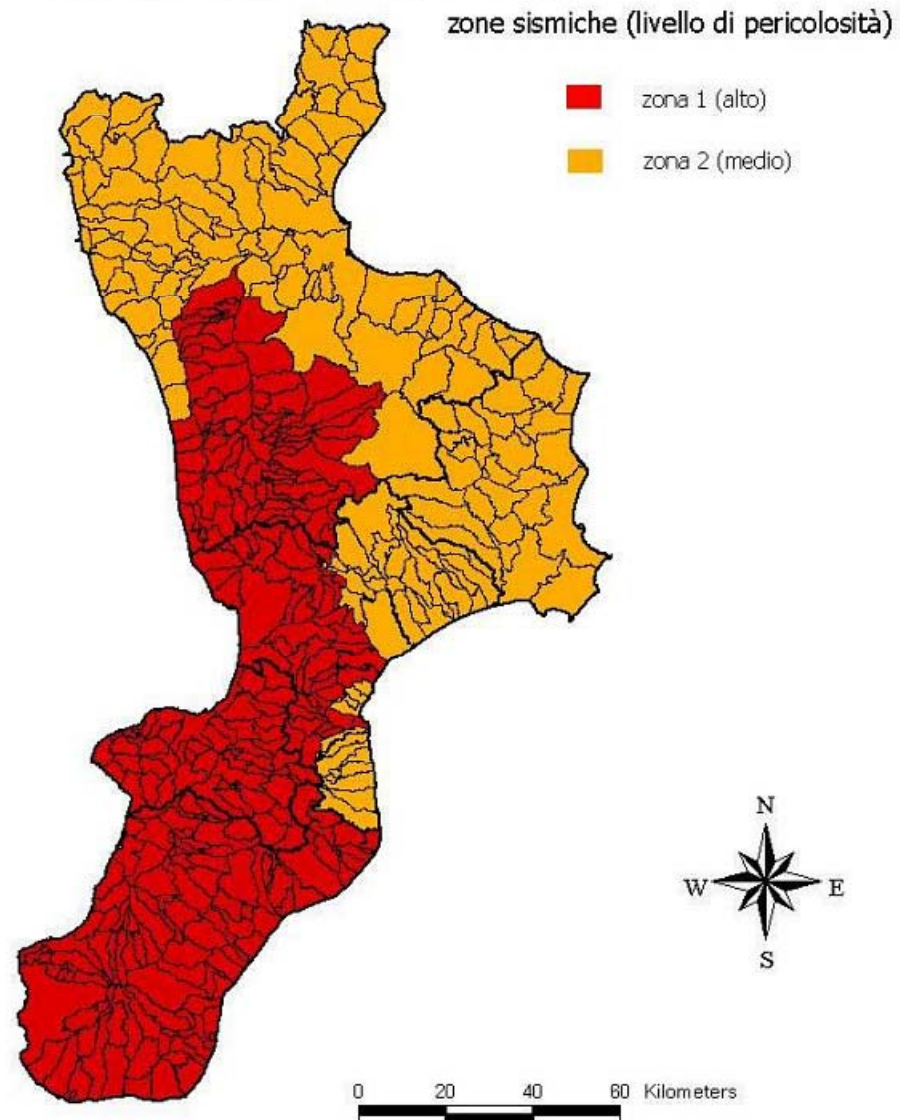 zone sismiche (livello di pericolosità)
zona 1 (alto)
zona 2 (medio)
N
W E
S
0 20 40 60 Kilometers